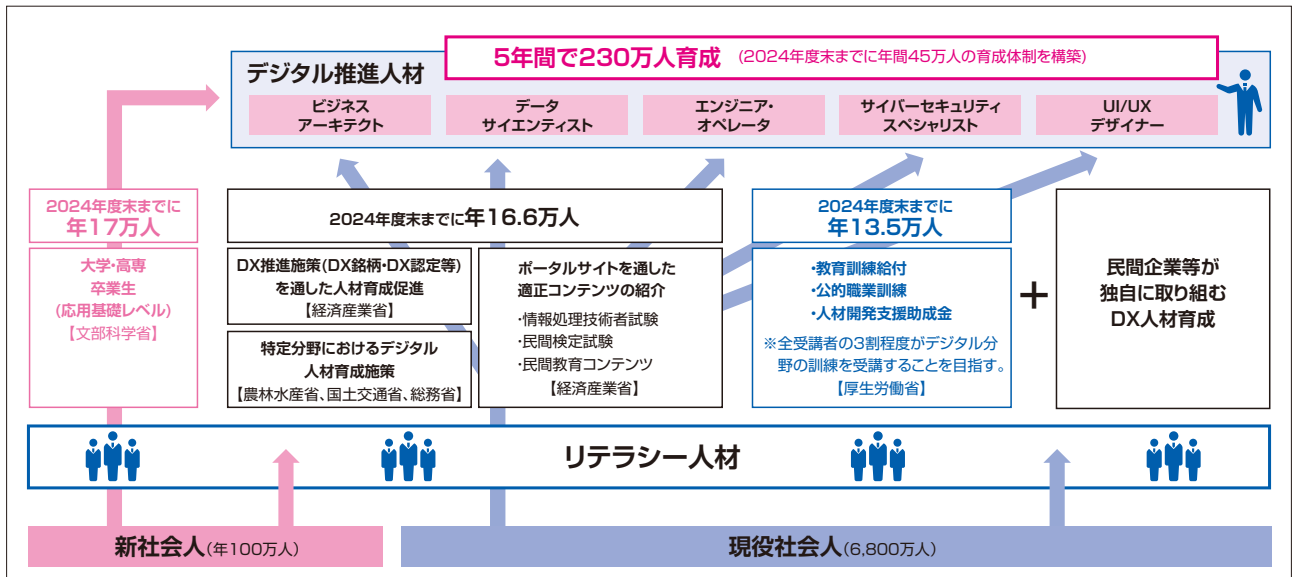 5年間で230万人育成 (2024年度末までに年間45万人の育成体制を構築)
デジタル推進人材
ビジネス
アーキテクト
データ
サイエンティスト
エンジニア・
オペレータ
サイバーセキュリティ
スペシャリスト
UI/UX
デザイナー
2024年度末までに
年17万人
大学・高専
卒業生
(応用基礎レベル)
【文部科学省】
2024年度末までに年16.6万人
DX推進施策(DX銘柄・DX認定等)
を通した人材育成促進
【経済産業省】
特定分野におけるデジタル
人材育成施策
【農林水産省、国土交通省、総務省】
ポータルサイトを通した
適正コンテンツの紹介
・情報処理技術者試験
・民間検定試験
・民間教育コンテンツ
【経済産業省】
2024年度末までに
年13.5万人
・教育訓練給付
・公的職業訓練
・人材開発支援助成金
※全受講者の3割程度がデジタル分
野の訓練を受講することを目指す。
【厚生労働省】
+
民間企業等が
独自に取り組む
DX人材育成
リテラシー人材
新社会人(年100万人)
現役社会人(6,800万人)